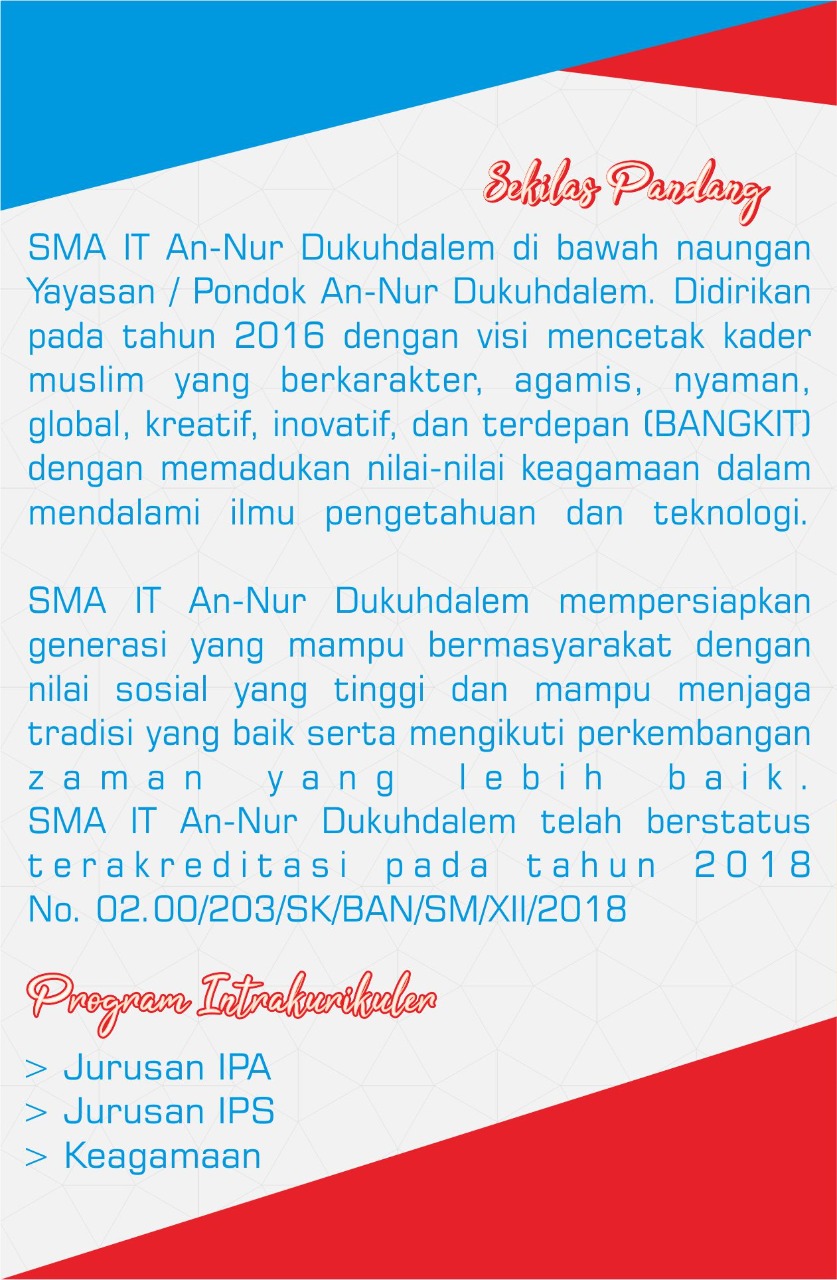 Sekilas Pandang
SMA IT An-Nur Dukuhdalem di bawah naungan
Yayasan / Pondok An-Nur Dukuhdalem. Didirikan
pada tahun 2016 dengan visi mencetak kader
muslim yang berkarakter, agamis, nyaman,
global, kreatif, inovatif, dan terdepan (BANGKIT)
dengan memadukan nilai-nilai keagamaan dalam
mendalami ilmu pengetahuan dan teknologi.
SMA IT An-Nur Dukuhdalem mempersiapkan
generasi yang mampu bermasyarakat dengan
nilai sosial yang tinggi dan mampu menjaga
tradisi yang baik serta mengikuti perkembangan
zaman yang lebih baik.
SMA IT An-Nur Dukuhdalem telah berstatus
terakreditasi pada tahun 2018
No. 02.00/203/SK/BAN/SM/XII/2018
Program Intrakurikuler
> Jurusan IPA
> Jurusan IPS
> Keagamaan